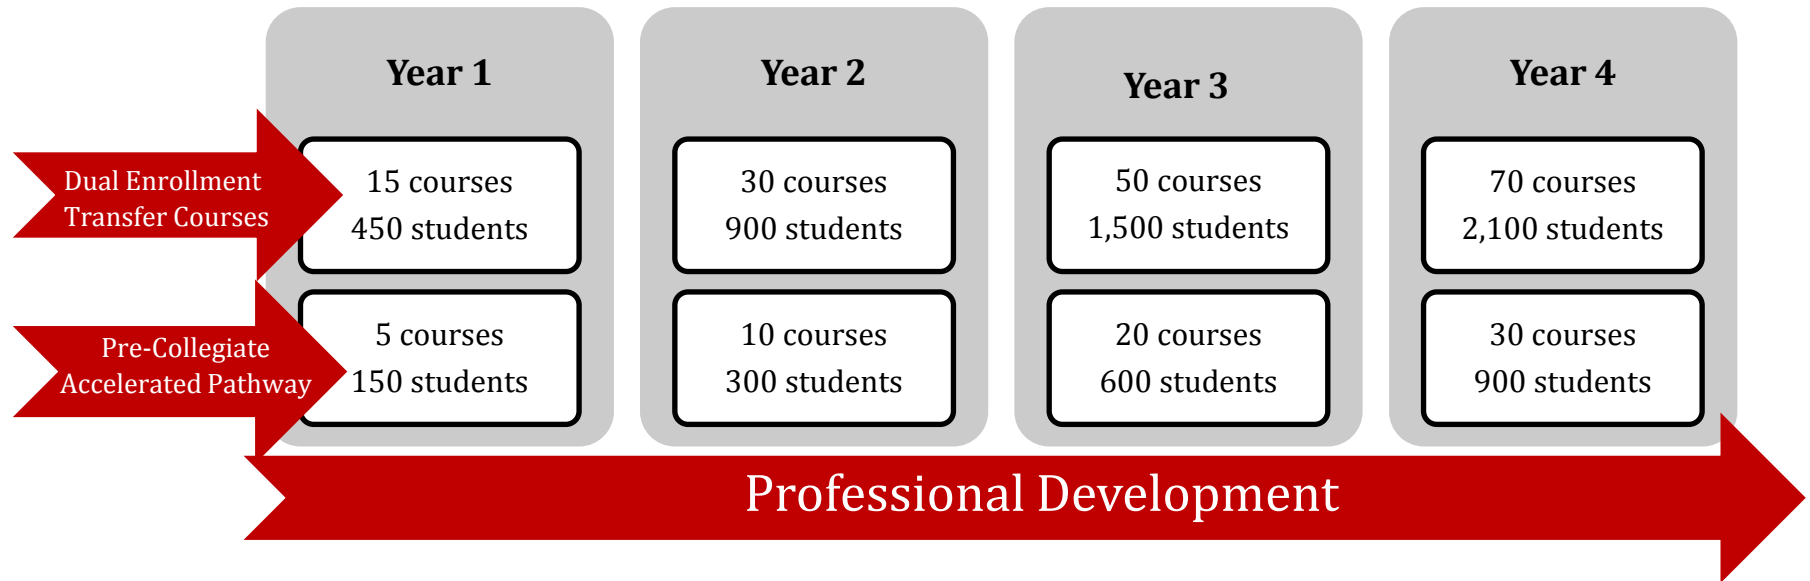 Year 1
Year 2
Year 3
Year 4
Dual Enrollment
Transfer Courses
15 courses
450 students
30 courses
900 students
50 courses
1,500 students
70 courses
2,100 students
Pre-Collegiate
Accelerated Pathway
5 courses
150 students
10 courses
300 students
20 courses
600 students
30 courses
900 students
Professional Development